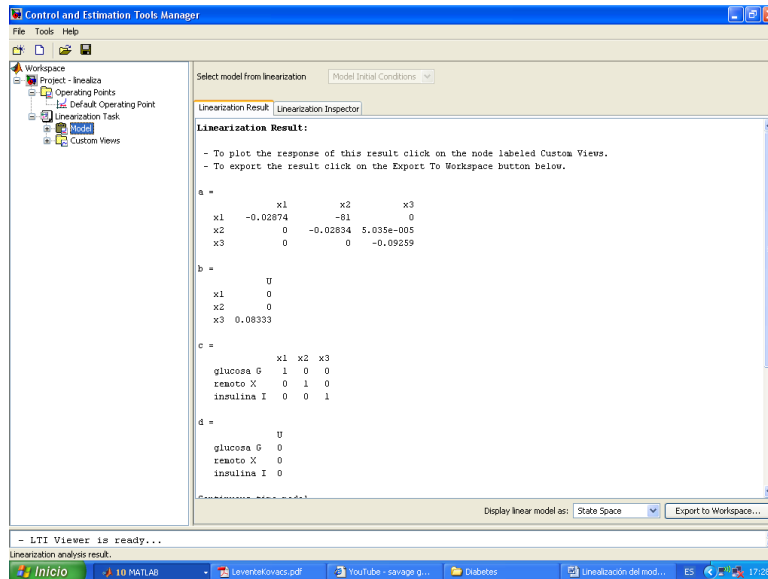 Control and Estimation Tools Manager
File Tools Help
Workspace
Project - linealiza
Operating Points
Default Operating Point
Linearization Task
Model
Custom Views
Select model from linearization Model Initial Conditions
Linearization Result Linearization Inspector
Linearization Result:
- To plot the response of this result click on the node labeled Custom Views.
- To export the result click on the Export To Workspace button below.
a =
x1 x2 x3
x1 -0.02874 -81 0
x2 0 -0.02834 5.035e-005
x3 0 0 -0.09259
b =
U
x1 0
x2 0
x3 0.08333
c =
x1 x2 x3
glucosa G 1 0 0
remoto X 0 1 0
insulina I 0 0 1
d =
U
glucosa G 0
remoto X 0
insulina I 0
Continuous-time model
Display linear model as: State Space Export to Workspace...
- LTI Viewer is ready...
Linearization analysis result.
Inicio 10 MATLAB LeventeKovacs.pdf YouTube - savage g... Diabetes Linealización del mod... ES 17:28